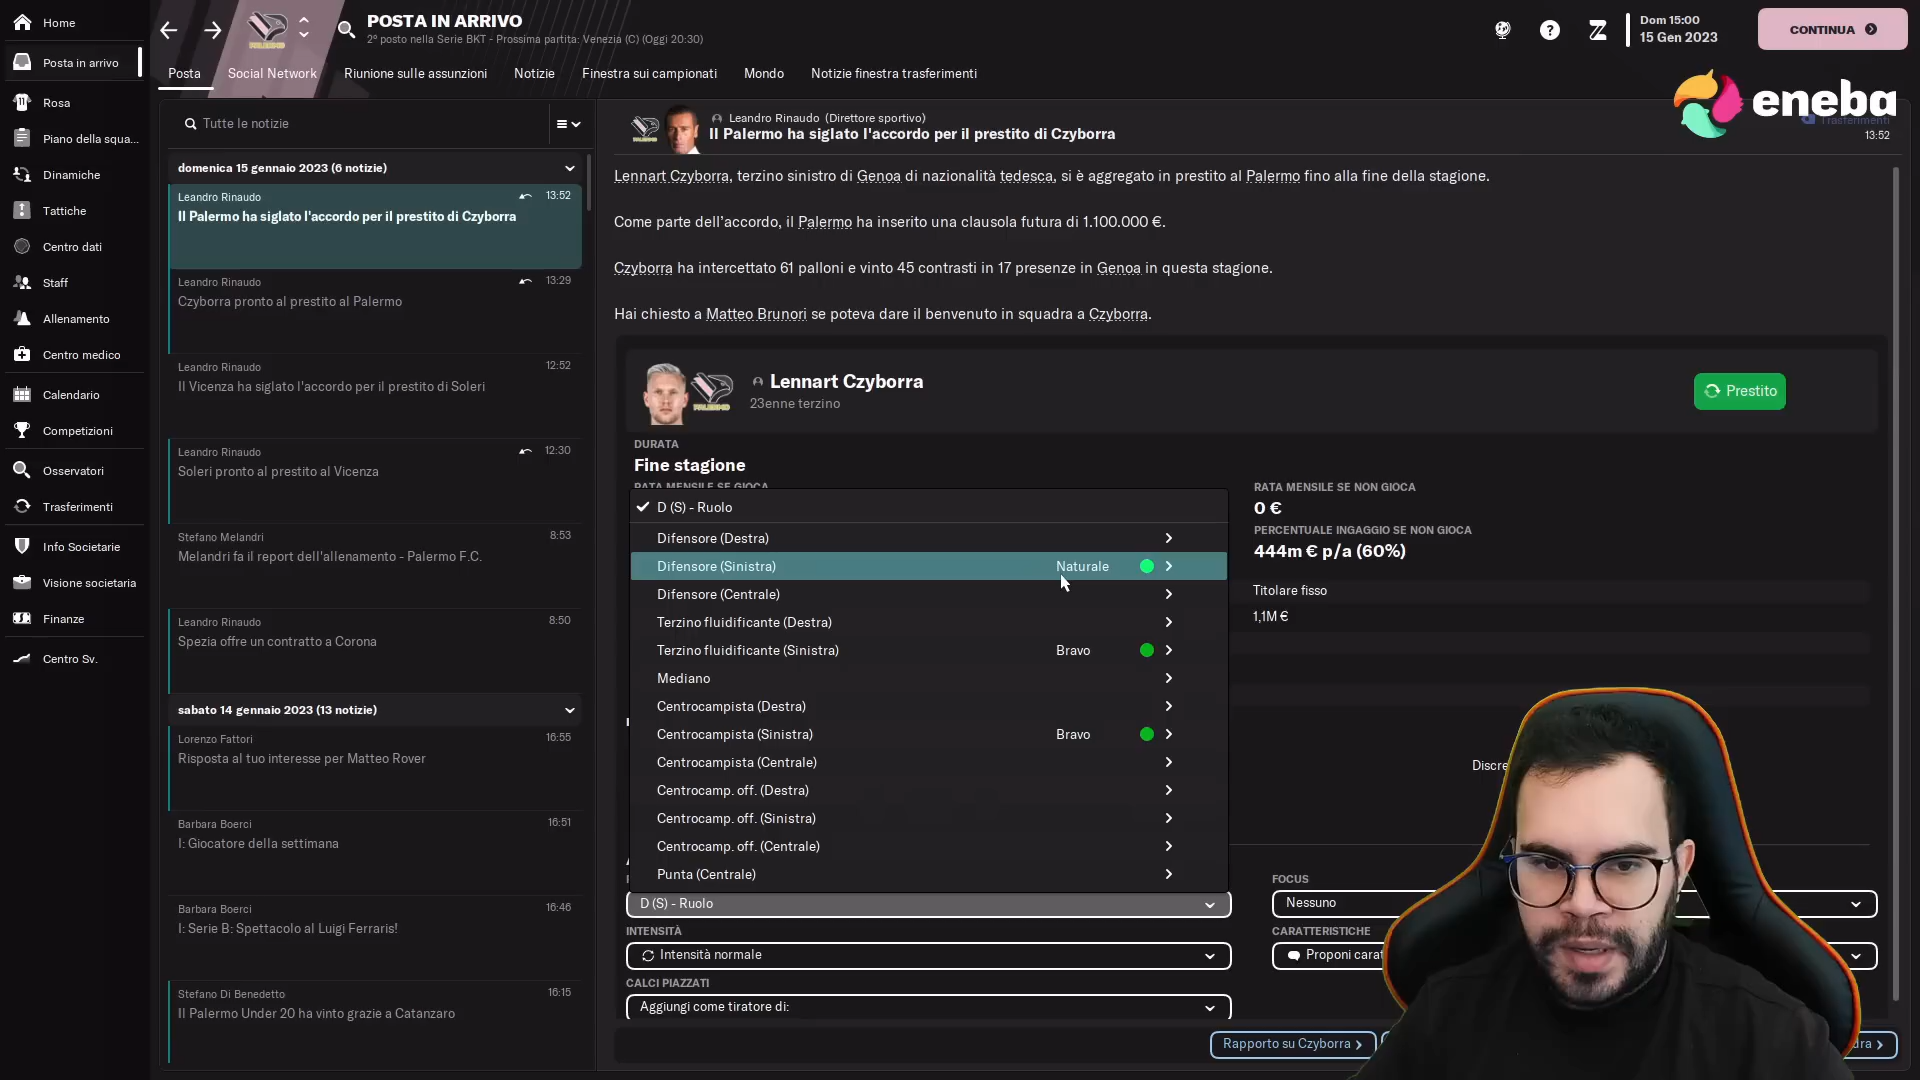 Home
Posta in arrivo
Rosa
Piano della squa...
Dinamiche
Tattiche
Centro dati
Staff
Allenamento
Centro medico
Calendario
Competizioni
Osservatori
Trasferimenti
Info Societarie
Visione societaria
Finanze
Centro Sv.
PALERMO
POSTA IN ARRIVO
2° posto nella Serie BKT - Prossima partita: Venezia (C) (Oggi 20:30)
Dom 15:00
15 Gen 2023
CONTINUA
Posta
Social Network
Riunione sulle assunzioni
Notizie
Finestra sui campionati
Mondo
Notizie finestra trasferimenti
eneba
Tutte le notizie
domenica 15 gennaio 2023 (6 notizie)
Leandro Rinaudo 13:52
Il Palermo ha siglato l'accordo per il prestito di Czyborra
Leandro Rinaudo 13:29
Czyborra pronto al prestito al Palermo
Leandro Rinaudo 12:52
Il Vicenza ha siglato l'accordo per il prestito di Soleri
Leandro Rinaudo 12:30
Soleri pronto al prestito al Vicenza
Stefano Melandri 8:53
Melandri fa il report dell'allenamento - Palermo F.C.
Leandro Rinaudo 8:50
Spezia offre un contratto a Corona
sabato 14 gennaio 2023 (13 notizie)
Lorenzo Fattori 16:55
Risposta al tuo interesse per Matteo Rover
Barbara Boerci 16:51
I: Giocatore della settimana
Barbara Boerci 16:46
I: Serie B: Spettacolo al Luigi Ferraris!
Stefano Di Benedetto 16:15
Il Palermo Under 20 ha vinto grazie a Catanzaro
Leandro Rinaudo (Direttore sportivo)
Il Palermo ha siglato l'accordo per il prestito di Czyborra
Trasferimenti
13:52
Lennart Czyborra, terzino sinistro di Genoa di nazionalità tedesca, si è aggregato in prestito al Palermo fino alla fine della stagione.
Come parte dell'accordo, il Palermo ha inserito una clausola futura di 1.100.000 €.
Czyborra ha intercettato 61 palloni e vinto 45 contrasti in 17 presenze in Genoa in questa stagione.
Hai chiesto a Matteo Brunori se poteva dare il benvenuto in squadra a Czyborra.
PALERMO
Lennart Czyborra
23enne terzino
Prestito
DURATA
Fine stagione
RATA MENSILE SE GIOCA
RATA MENSILE SE NON GIOCA
0 €
PERCENTUALE INGAGGIO SE NON GIOCA
444m € p/a (60%)
Titolare fisso
1,1M €
Discre
D (S) - Ruolo
Difensore (Destra)
Difensore (Sinistra) Naturale
Difensore (Centrale)
Terzino fluidificante (Destra)
Terzino fluidificante (Sinistra) Bravo
Mediano
Centrocampista (Destra)
Centrocampista (Sinistra) Bravo
Centrocampista (Centrale)
Centrocamp. off. (Destra)
Centrocamp. off. (Sinistra)
Centrocamp. off. (Centrale)
Punta (Centrale)
D (S) - Ruolo
FOCUS
Nessuno
INTENSITÀ
Intensità normale
CARATTERISTICHE
Proponi carat
CALCI PIAZZATI
Aggiungi come tiratore di:
Rapporto su Czyborra
dra